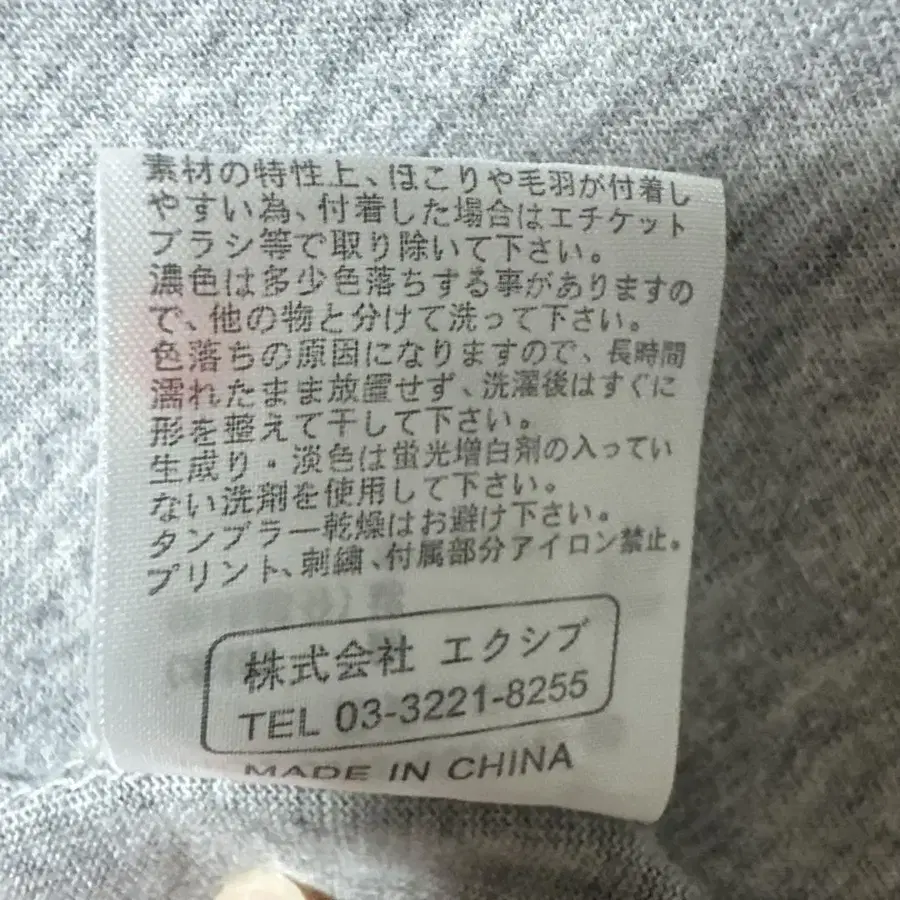 素材の特性上、ほこりや毛羽が付着し
やすい為、付着した場合はエチケット
ブラシ等で取り除いて下さい。
濃色は多少色落ちする事がありますの
で、他の物と分けて洗って下さい。
色落ちの原因になりますので、長時間
濡れたまま放置せず、洗濯後はすぐに
形を整えて干して下さい。
生成り・淡色は蛍光増白剤の入ってい
ない洗剤を使用して下さい。
タンブラー乾燥はお避け下さい。
プリント、刺繍、付属部分アイロン禁止。
株式会社 エクシブ
TEL 03-3221-8255
MADE IN CHINA